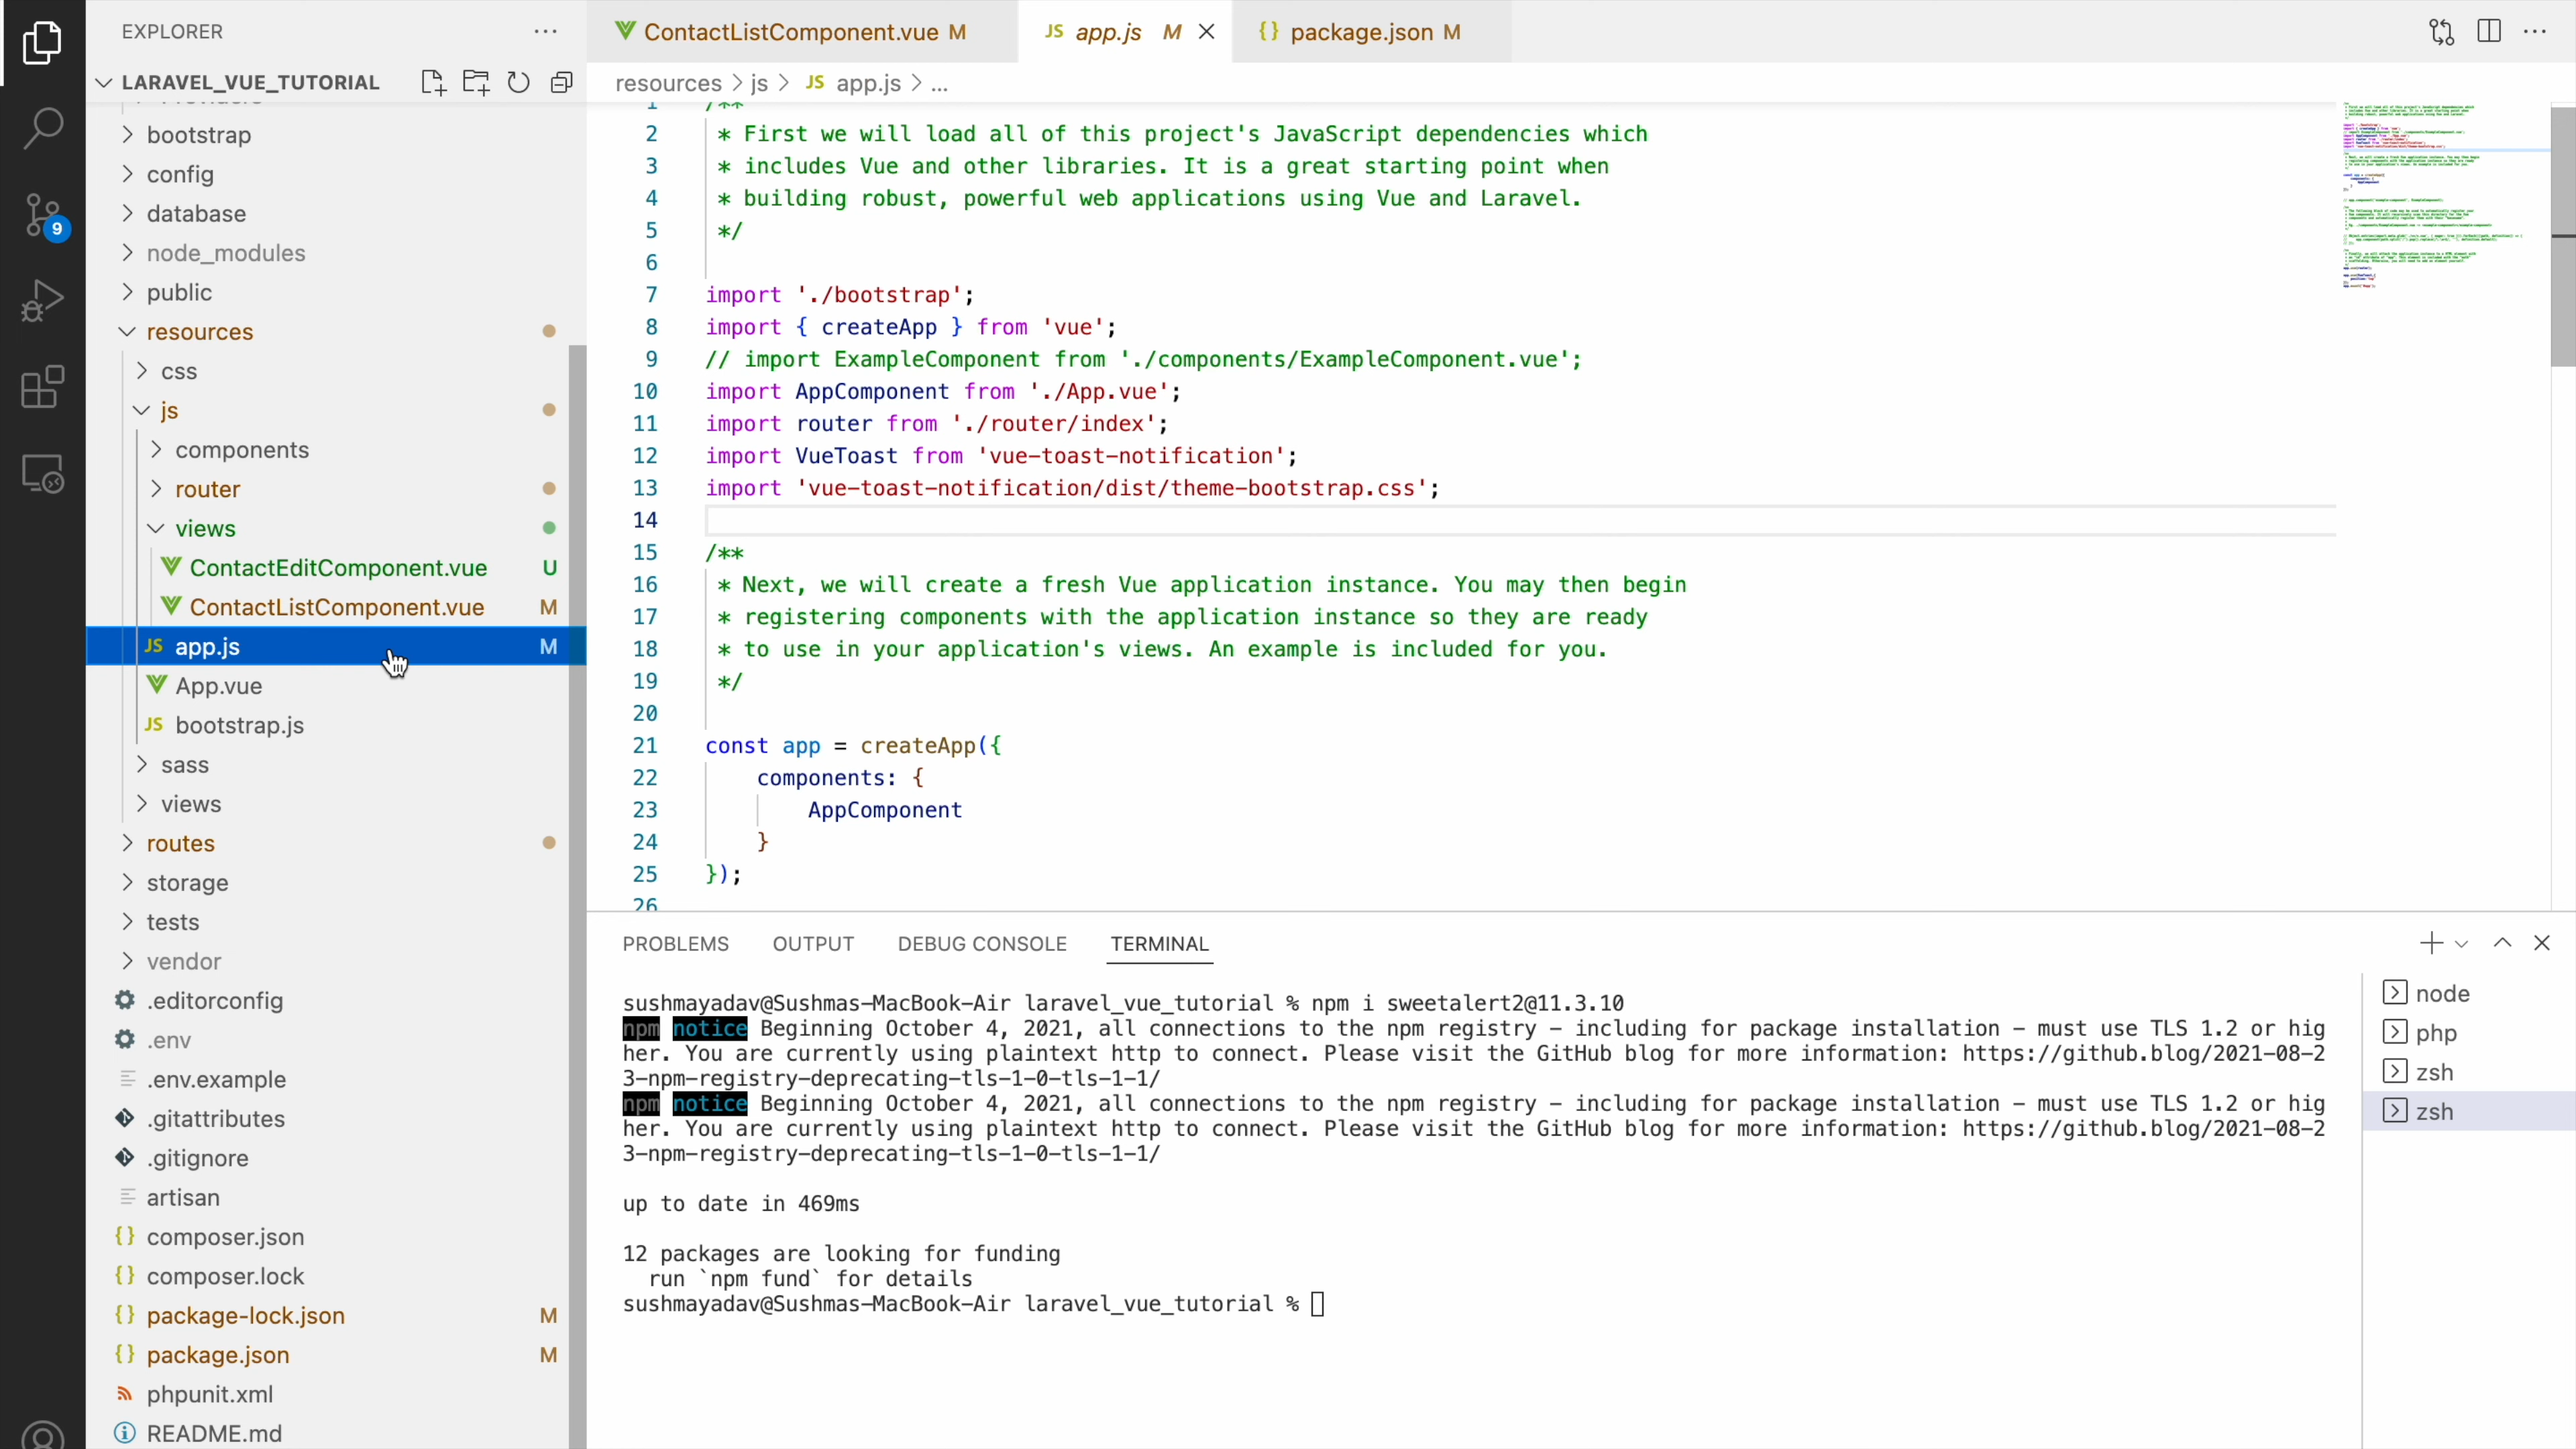 EXPLORER
LARAVEL_VUE_TUTORIAL
bootstrap
config
database
node_modules
public
resources
css
js
components
router
views
ContactEditComponent.vue U
ContactListComponent.vue M
JS app.js M
App.vue
JS bootstrap.js
sass
views
routes
storage
tests
vendor
.editorconfig
.env
.env.example
.gitattributes
.gitignore
artisan
{} composer.json
{} composer.lock
{} package-lock.json M
{} package.json M
phpunit.xml
README.md
9
ContactListComponent.vue M
JS app.js M
{} package.json M
resources > js > JS app.js > ...
1 /**
2 * First we will load all of this project's JavaScript dependencies which
3 * includes Vue and other libraries. It is a great starting point when
4 * building robust, powerful web applications using Vue and Laravel.
5 */
6
7 import './bootstrap';
8 import { createApp } from 'vue';
9 // import ExampleComponent from './components/ExampleComponent.vue';
10 import AppComponent from './App.vue';
11 import router from './router/index';
12 import VueToast from 'vue-toast-notification';
13 import 'vue-toast-notification/dist/theme-bootstrap.css';
14
15 /**
16 * Next, we will create a fresh Vue application instance. You may then begin
17 * registering components with the application instance so they are ready
18 * to use in your application's views. An example is included for you.
19 */
20
21 const app = createApp({
22 components: {
23 AppComponent
24 }
25 });
26
PROBLEMS OUTPUT DEBUG CONSOLE TERMINAL
sushmayadav@Sushmas-MacBook-Air laravel_vue_tutorial % npm i sweetalert2@11.3.10
npm notice Beginning October 4, 2021, all connections to the npm registry - including for package installation - must use TLS 1.2 or hig
her. You are currently using plaintext http to connect. Please visit the GitHub blog for more information: https://github.blog/2021-08-2
3-npm-registry-deprecating-tls-1-0-tls-1-1/
npm notice Beginning October 4, 2021, all connections to the npm registry - including for package installation - must use TLS 1.2 or hig
her. You are currently using plaintext http to connect. Please visit the GitHub blog for more information: https://github.blog/2021-08-2
3-npm-registry-deprecating-tls-1-0-tls-1-1/
up to date in 469ms
12 packages are looking for funding
run `npm fund` for details
sushmayadav@Sushmas-MacBook-Air laravel_vue_tutorial %
node
php
zsh
zsh